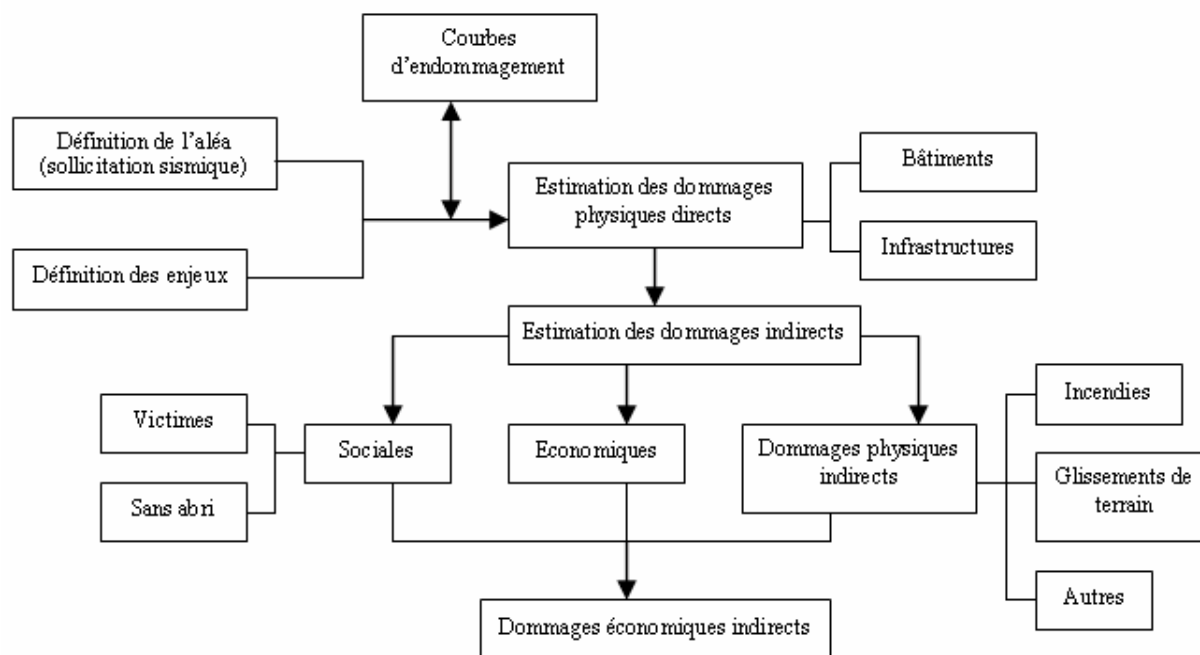 Courbes
d'endommagement
Définition de l'aléa
(sollicitation sismique)
Définition des enjeux
Estimation des dommages
physiques directs
Bâtiments
Infrastructures
Estimation des dommages indirects
Victimes
Sans abri
Sociales
Economiques
Dommages physiques
indirects
Incendies
Glissements de
terrain
Autres
Dommages économiques indirects